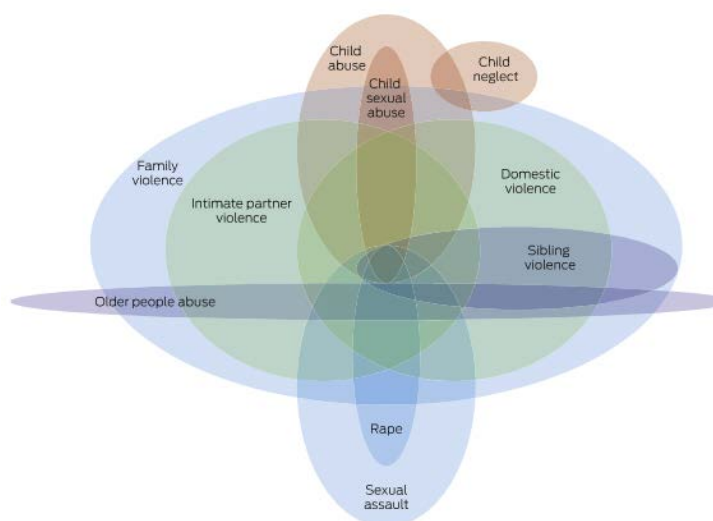 Child
abuse
Child
neglect
Child
sexual
abuse
Family
violence
Domestic
violence
Intimate partner
violence
Sibling
violence
Older people abuse
Rape
Sexual
assault